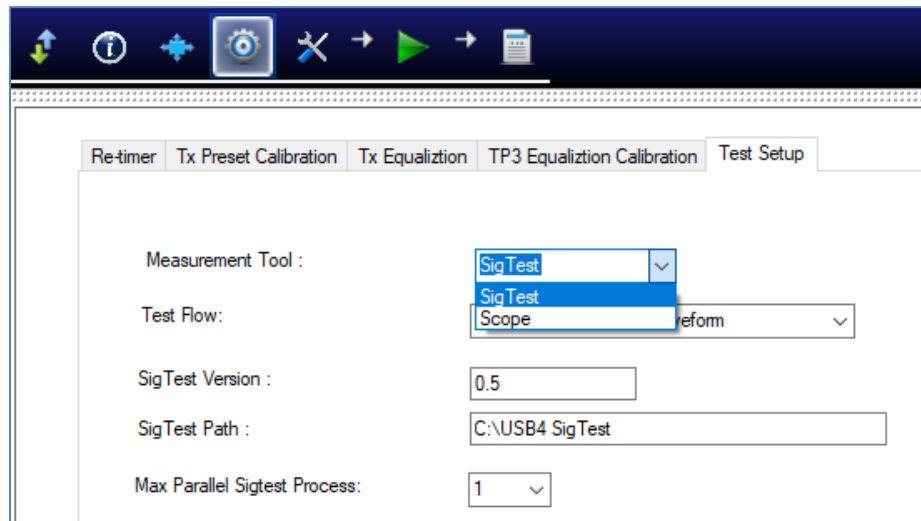 Re-timer Tx Preset Calibration Tx Equaliztion TP3 Equaliztion Calibration Test Setup
Measurement Tool : SigTest
SigTest
Scope
Test Flow:
SigTest Version : 0.5
SigTest Path : C:\USB4 SigTest
Max Parallel Sigtest Process: 1